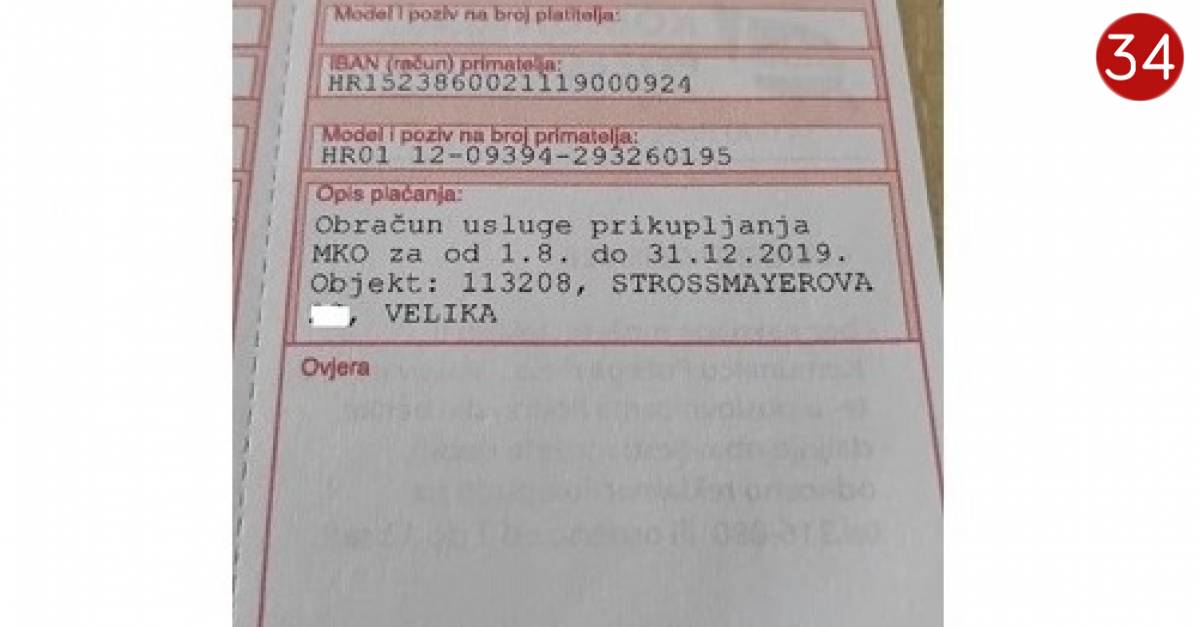 34
Model i poziv na broj platitelja:
IBAN (račun) primatelja:
HR1523860021119000924
Model i poziv na broj primatelja:
HR01 12-09394-293260195
Opis plaćanja:
Obračun usluge prikupljanja
MKO za od 1.8. do 31.12.2019.
Objekt: 113208, STROSSMAYEROVA
, VELIKA
Ovjera